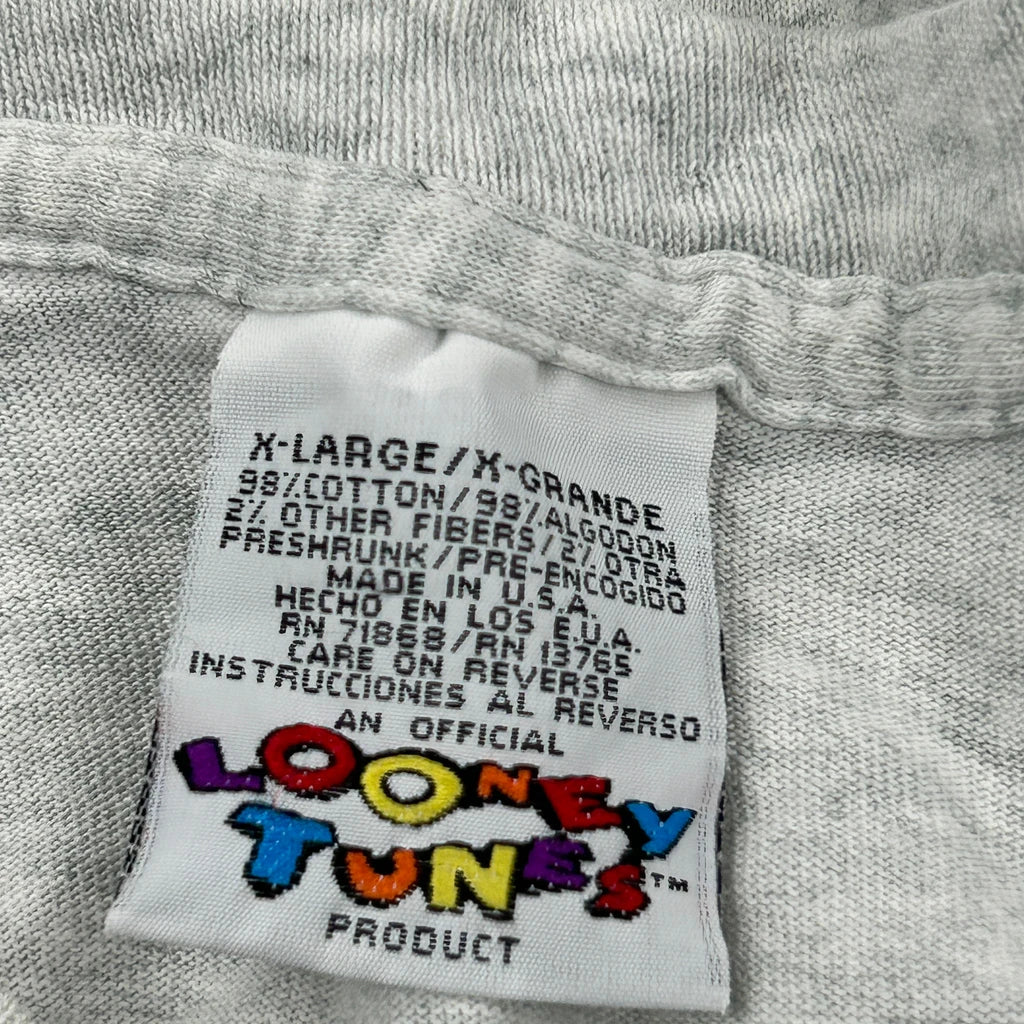 X-LARGE/X-GRANDE
98% COTTON/98% ALGODON
2% OTHER FIBERS/2% OTRA
PRESHRUNK/PRE-ENCOGIDO
MADE IN U.S.A.
HECHO EN LOS E.U.A.
RN 71868/RN 13765
CARE ON REVERSE
INSTRUCCIONES AL REVERSO
AN OFFICIAL
LOONEY
TUNES™
PRODUCT